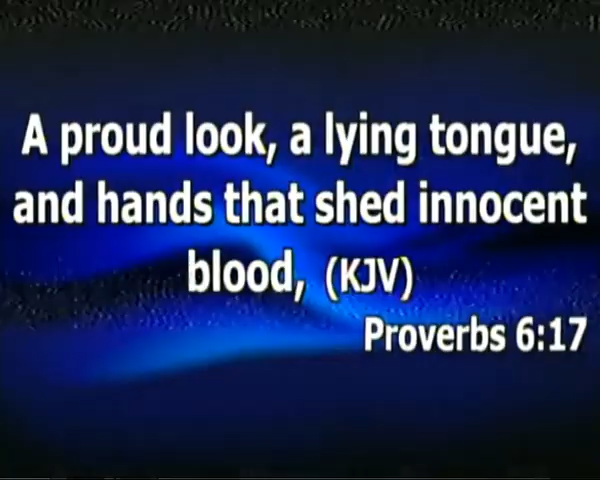 A proud look, a lying tongue,
and hands that shed innocent
blood, (KJV)
Proverbs 6:17